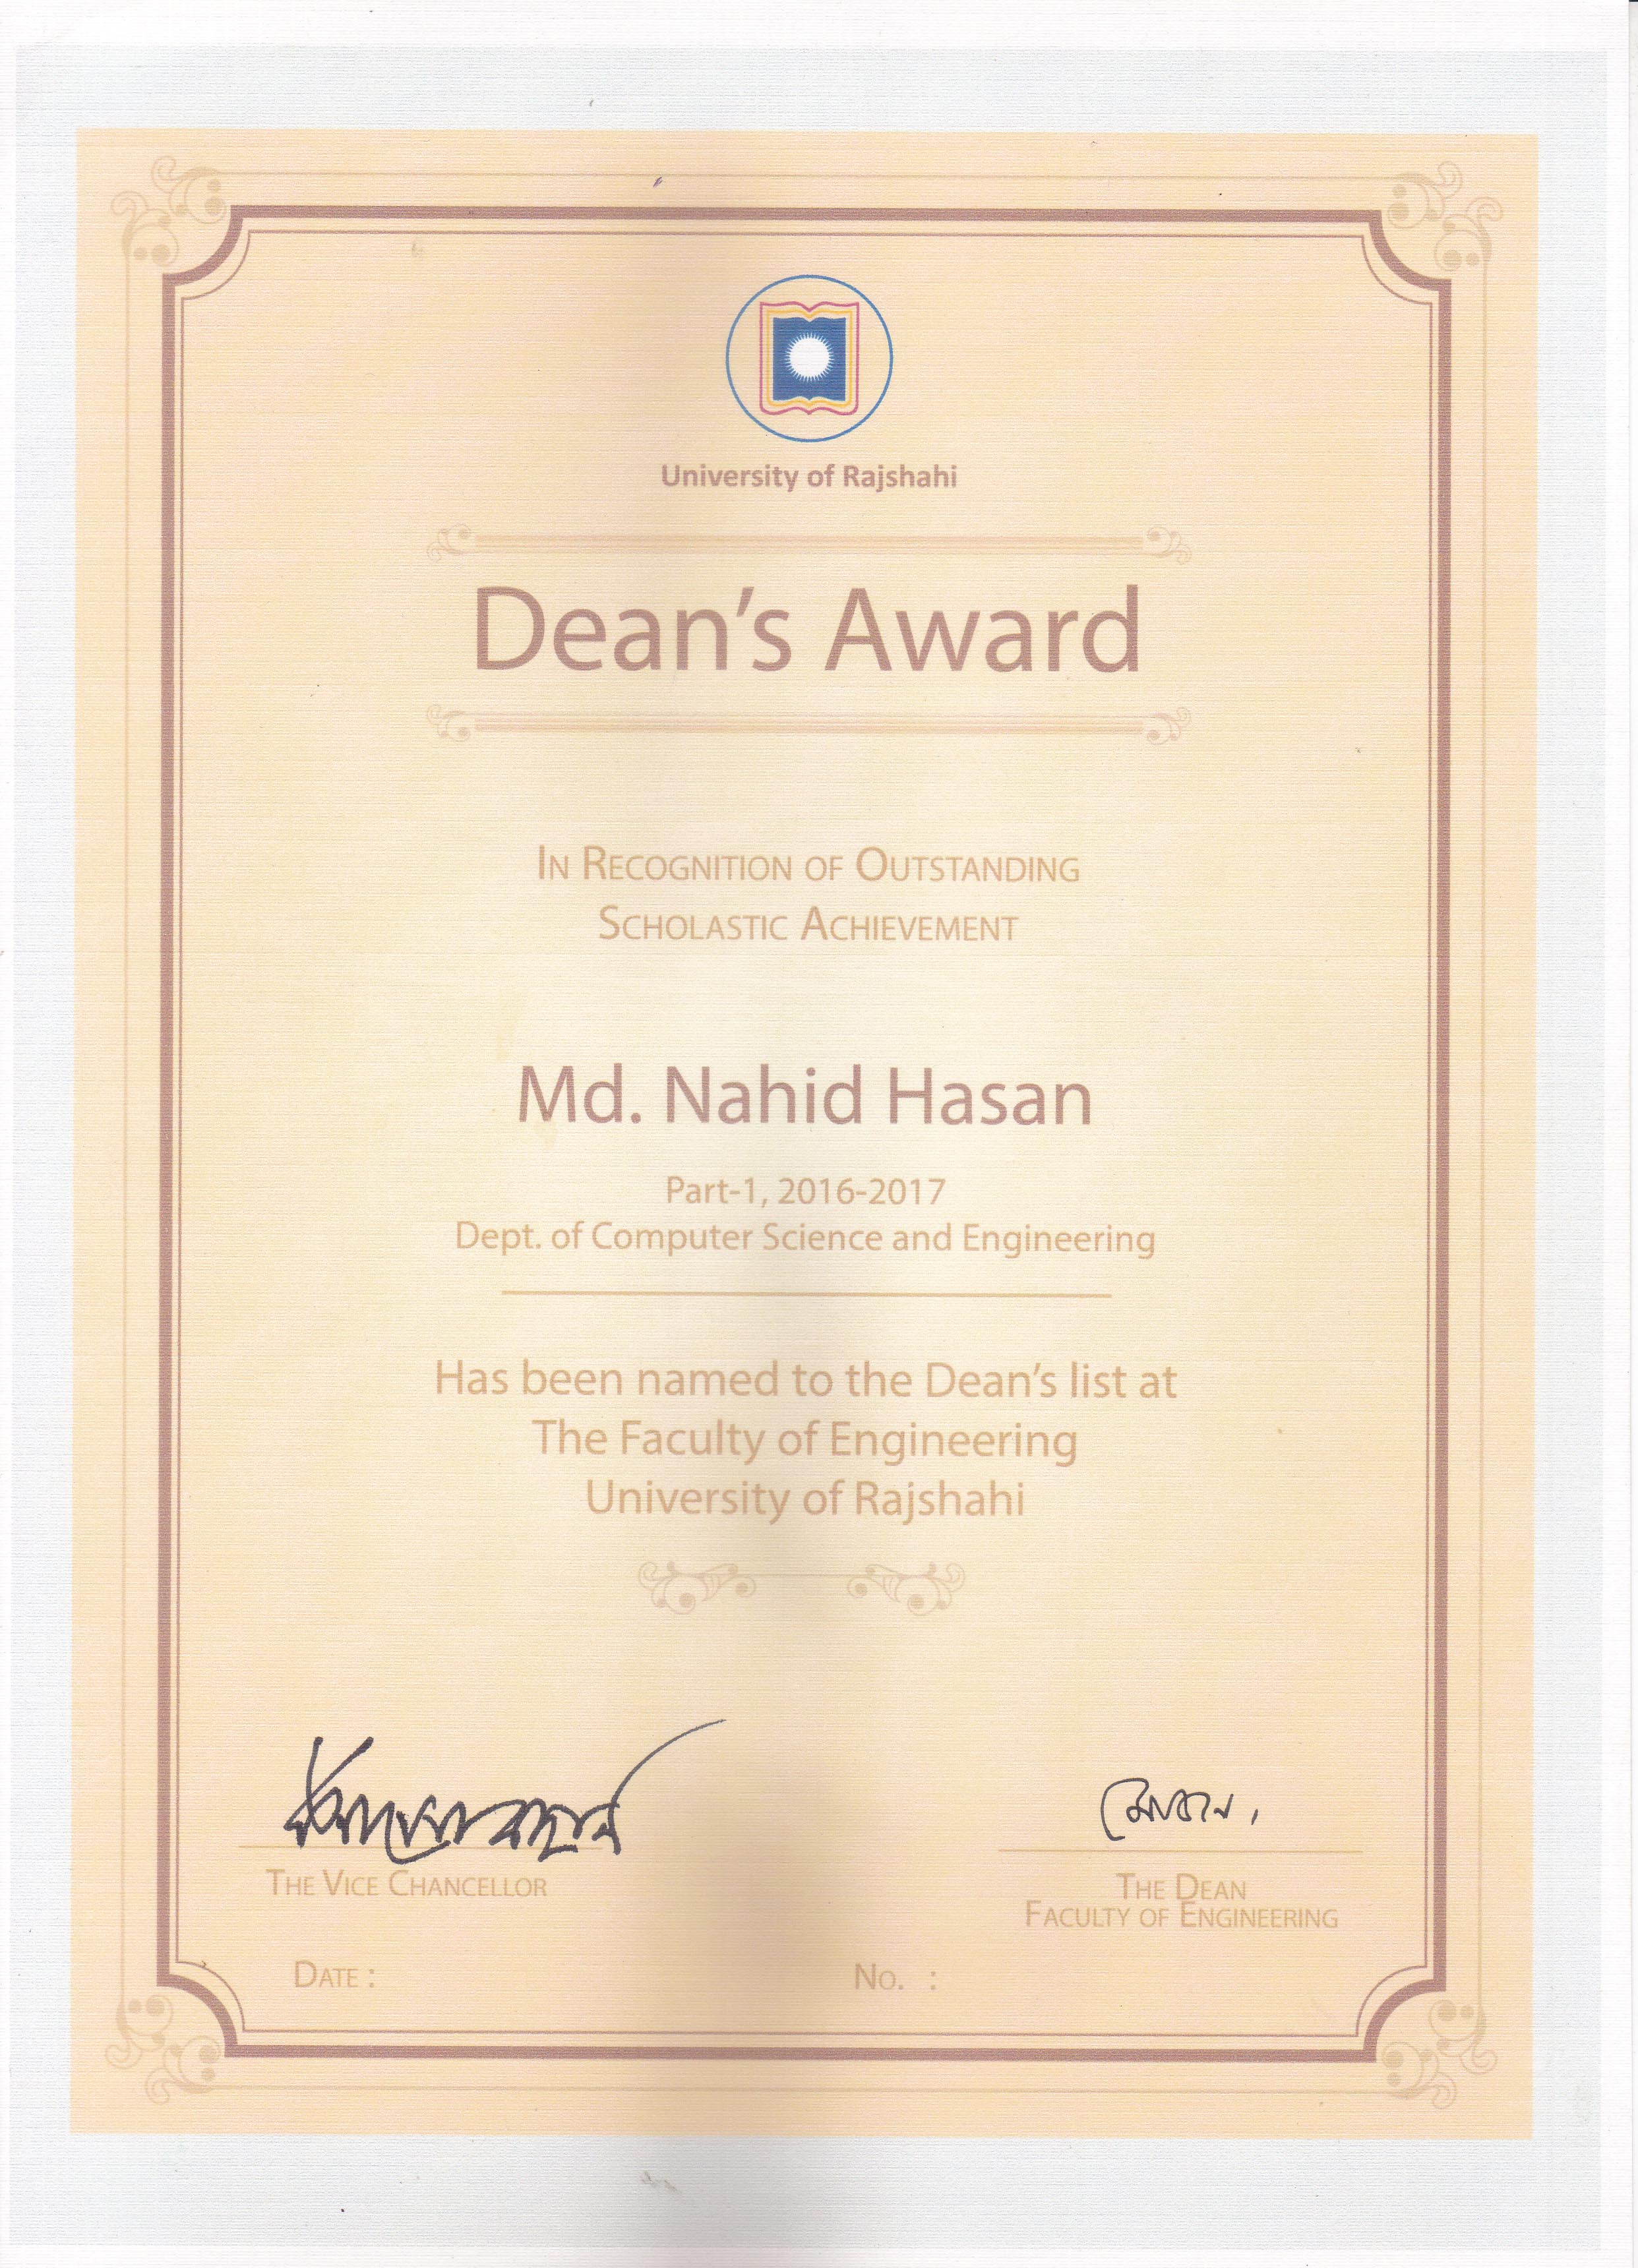 University of Rajshahi
Dean's Award
In Recognition of Outstanding
Scholastic Achievement
Md. Nahid Hasan
Part-1, 2016-2017
Dept. of Computer Science and Engineering
Has been named to the Dean's list at
The Faculty of Engineering
University of Rajshahi
The Vice Chancellor
The Dean
Faculty of Engineering
Date :
No. :